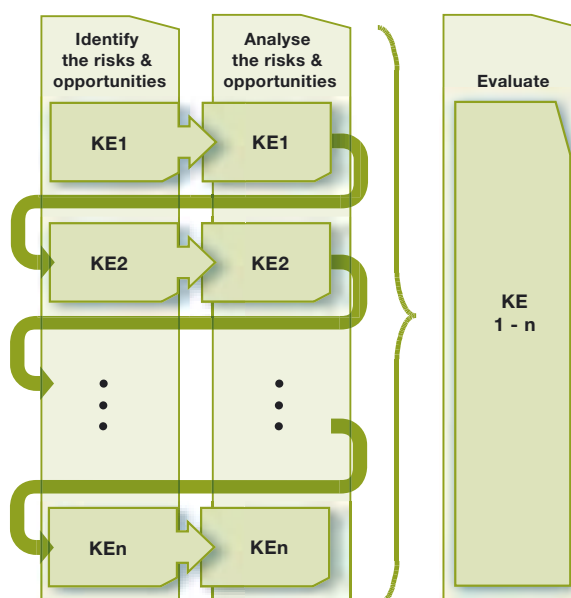 Identify
the risks &
opportunities
Analyse
the risks &
opportunities
Evaluate
KE1
KE1
KE2
KE2
KE
1 - n
KEn
KEn